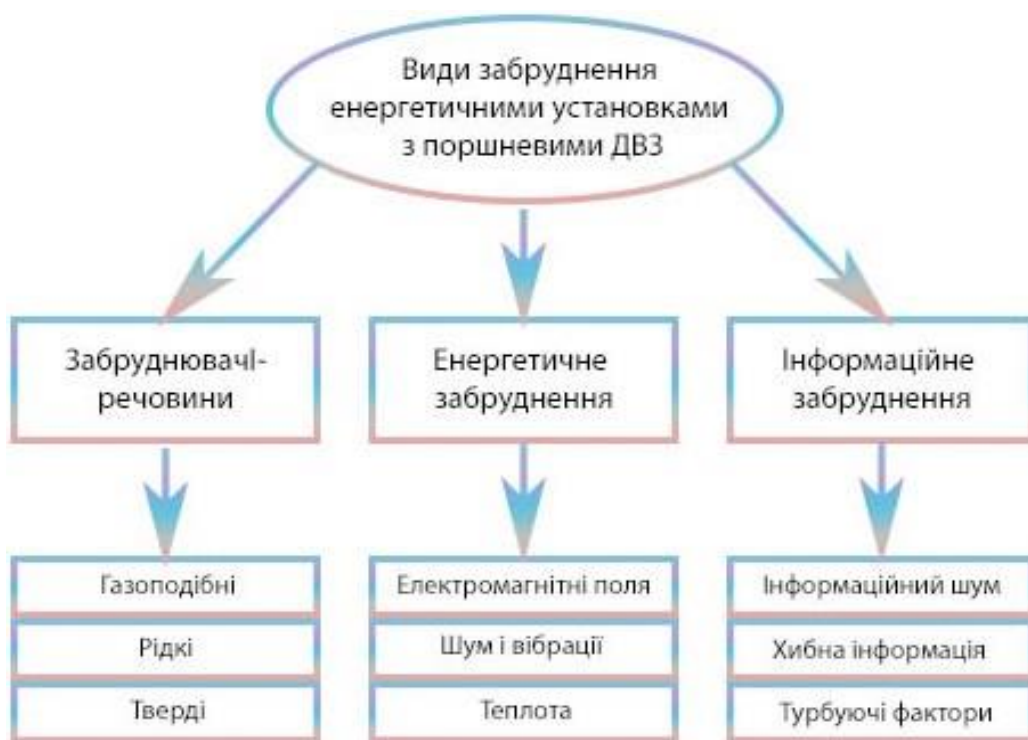 Види забруднення
енергетичними установками
з поршневими ДВЗ
ЗабруднювачІ-
речовини
Енергетичне
забруднення
Інформаційне
забруднення
Газоподібні
Рідкі
Тверді
Електромагнітні поля
Шум і вібрації
Теплота
Інформаційний шум
Хибна інформація
Турбуючі фактори